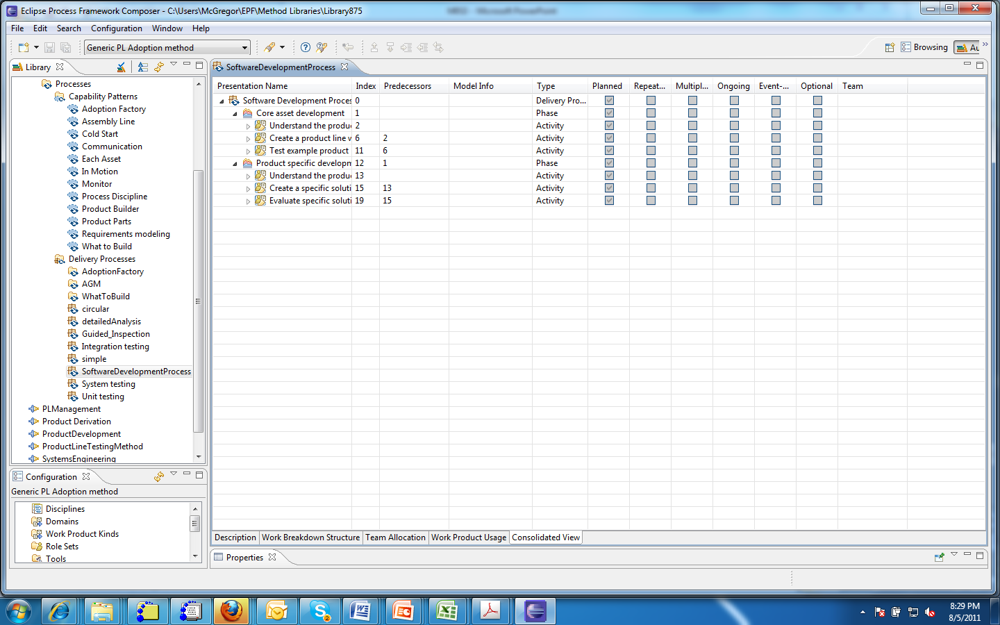 Eclipse Process Framework Composer - C:\Users\McGregor\EPF\Method Libraries\Library875
File Edit Search Configuration Window Help
Generic PL Adoption method
Browsing
Au
Library
Processes
Capability Patterns
Adoption Factory
Assembly Line
Cold Start
Communication
Each Asset
In Motion
Monitor
Process Discipline
Product Builder
Product Parts
Requirements modeling
What to Build
Delivery Processes
AdoptionFactory
AGM
WhatToBuild
circular
detailedAnalysis
Guided_Inspection
Integration testing
simple
SoftwareDevelopmentProcess
System testing
Unit testing
PLManagement
Product Derivation
ProductDevelopment
ProductLineTestingMethod
SystemsEngineering
Configuration
Generic PL Adoption method
Disciplines
Domains
Work Product Kinds
Role Sets
Tools
SoftwareDevelopmentProcess
Presentation Name Index Predecessors Model Info Type Planned Repeat... Multipl... Ongoing Event-... Optional Team
Software Development Proces 0 Delivery Pro...
Core asset development 1 Phase
Understand the produ 2 Activity
Create a product line v 6 2 Activity
Test example product 11 6 Activity
Product specific developm 12 1 Phase
Understand the produ 13 Activity
Create a specific soluti 15 13 Activity
Evaluate specific soluti 19 15 Activity
Description Work Breakdown Structure Team Allocation Work Product Usage Consolidated View
Properties
8:29 PM
8/5/2011